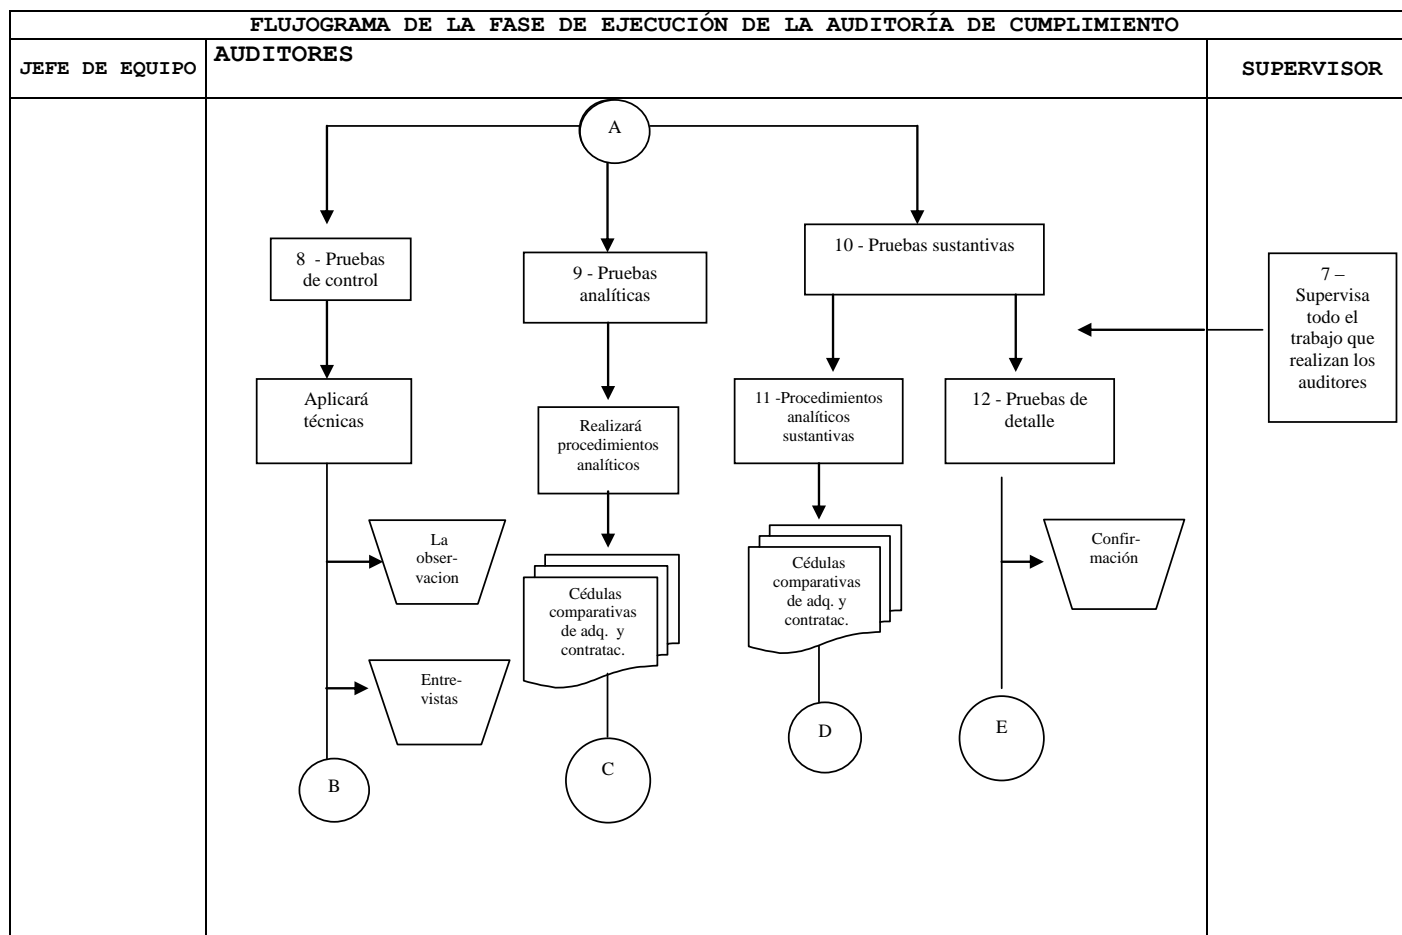 FLUJOGRAMA DE LA FASE DE EJECUCIÓN DE LA AUDITORÍA DE CUMPLIMIENTO
JEFE DE EQUIPO
AUDITORES
SUPERVISOR
A
8 - Pruebas
de control
9 - Pruebas
analíticas
10 - Pruebas sustantivas
7 –
Supervisa
todo el
trabajo que
realizan los
auditores
Aplicará
técnicas
Realizará
procedimientos
analíticos
11 -Procedimientos
analíticos
sustantivas
12 - Pruebas de
detalle
La
obser-
vacion
Cédulas
comparativas
de adq. y
contratac.
Cédulas
comparativas
de adq. y
contratac.
Confir-
mación
Entre-
vistas
B
C
D
E